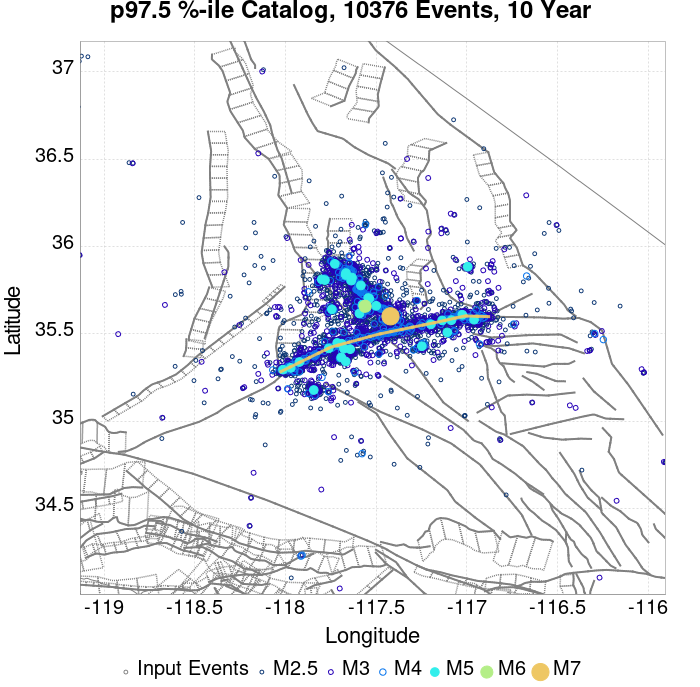 p97.5 %-ile Catalog, 10376 Events, 10 Year
37
36.5
36
35.5
35
34.5
Latitude
-119 -118.5 -118 -117.5 -117 -116.5 -116
Longitude
Input Events M2.5 M3 M4 M5 M6 M7